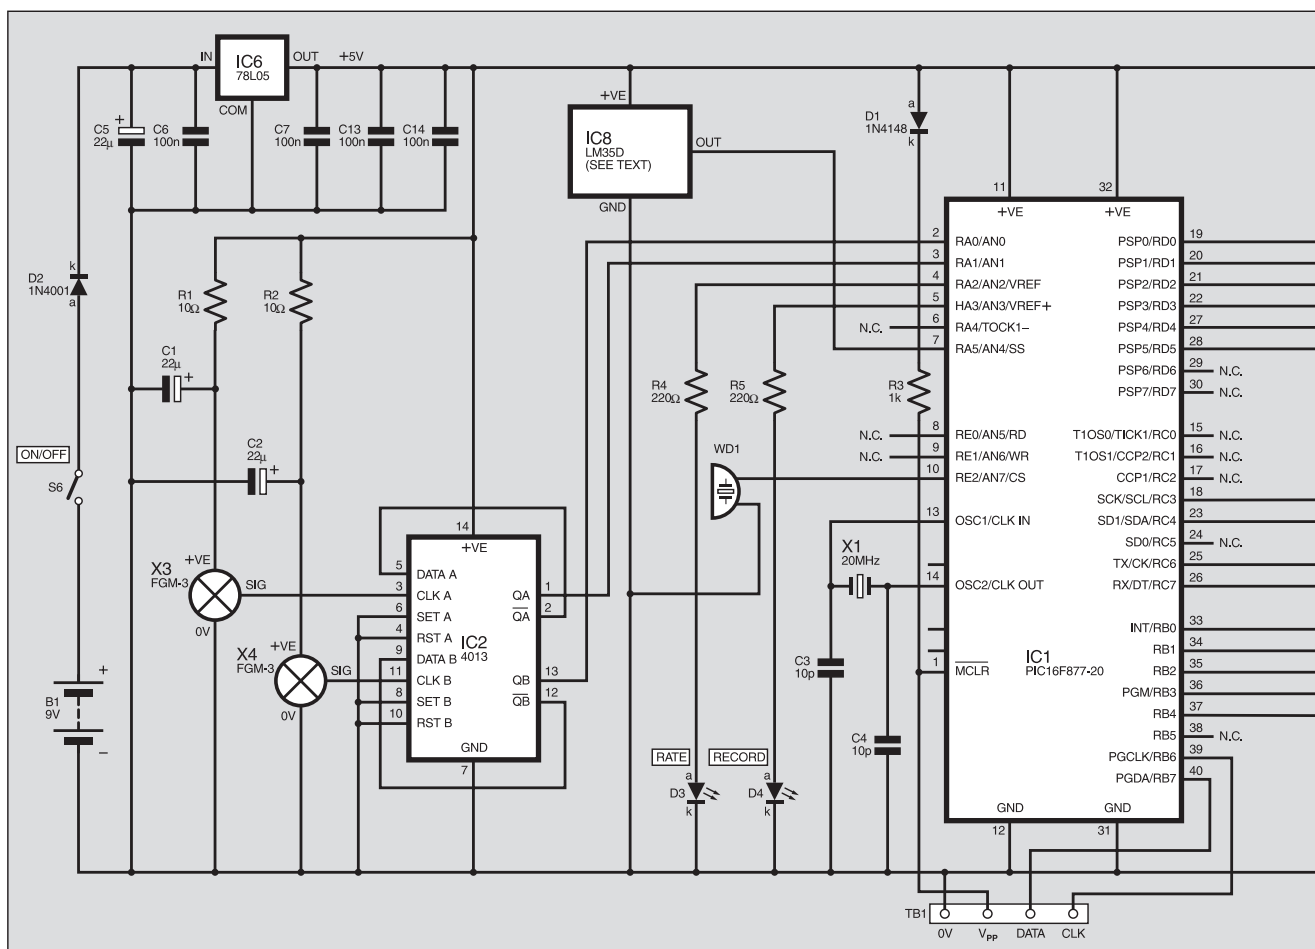 IN
IC6
78L05
OUT
+5V
COM
+
C5
22µ
C6
100n
C7
100n
C13
100n
C14
100n
+VE
IC8
LM35D
(SEE TEXT)
OUT
GND
a
D1
1N4148
k
k
D2
1N4001
a
R1
10Ω
R2
10Ω
C1
22µ
+
C2
22µ
+
ON/OFF
S6
X3
FGM-3
+VE
SIG
0V
X4
FGM-3
+VE
SIG
0V
B1
9V
+
–
14
+VE
5
DATA A
3
CLK A
6
SET A
4
RST A
9
DATA B
11
CLK B
8
SET B
10
RST B
QA
1
QA
2
IC2
4013
QB
13
QB
12
GND
7
R4
220Ω
R5
220Ω
R3
1k
WD1
X1
20MHz
C3
10p
C4
10p
RATE
RECORD
a
D3
k
a
D4
k
11
+VE
32
+VE
2
RA0/AN0
3
RA1/AN1
4
RA2/AN2/VREF
5
HA3/AN3/VREF+
N.C.
6
RA4/TOCK1–
7
RA5/AN4/SS
N.C.
8
RE0/AN5/RD
N.C.
9
RE1/AN6/WR
10
RE2/AN7/CS
13
OSC1/CLK IN
14
OSC2/CLK OUT
1
MCLR
IC1
PIC16F877-20
PSP0/RD0
19
PSP1/RD1
20
PSP2/RD2
21
PSP3/RD3
22
PSP4/RD4
27
PSP5/RD5
28
PSP6/RD6
29
N.C.
PSP7/RD7
30
N.C.
T1OS0/TICK1/RC0
15
N.C.
T1OS1/CCP2/RC1
16
N.C.
CCP1/RC2
17
N.C.
SCK/SCL/RC3
18
SD1/SDA/RC4
23
SD0/RC5
24
N.C.
TX/CK/RC6
25
RX/DT/RC7
26
INT/RB0
33
RB1
34
RB2
35
PGM/RB3
36
RB4
37
RB5
38
N.C.
PGCLK/RB6
39
PGDA/RB7
40
GND
12
GND
31
TB1
0V
VPP
DATA
CLK